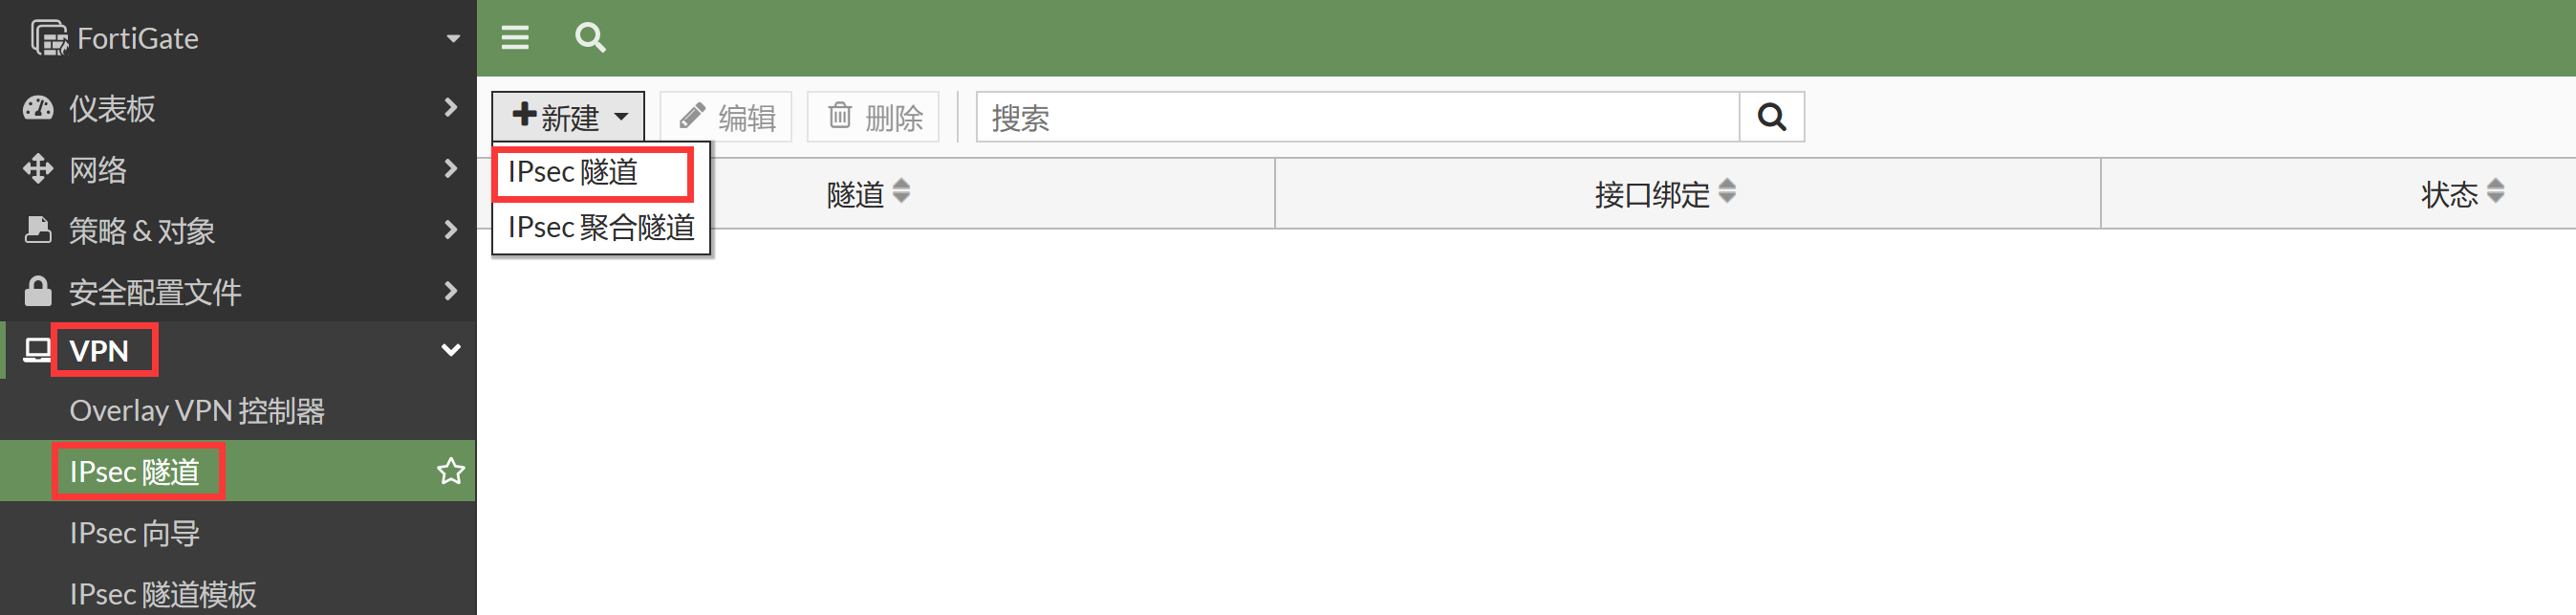 FortiGate
仪表板
网络
策略 & 对象
安全配置文件
VPN
Overlay VPN 控制器
IPsec 隧道
IPsec 向导
IPsec 隧道模板
新建 编辑 删除 搜索
IPsec 隧道
IPsec 聚合隧道
隧道 接口绑定 状态